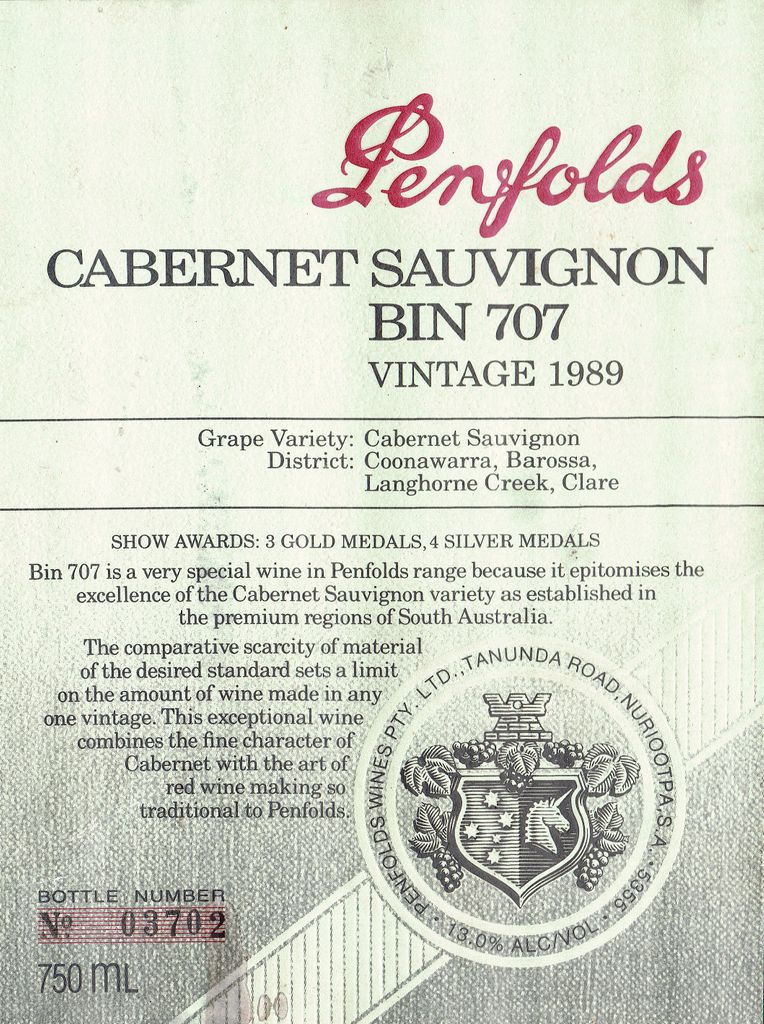 Penfolds
CABERNET SAUVIGNON
BIN 707
VINTAGE 1989
Grape Variety: Cabernet Sauvignon
District: Coonawarra, Barossa,
Langhorne Creek, Clare
SHOW AWARDS: 3 GOLD MEDALS, 4 SILVER MEDALS
Bin 707 is a very special wine in Penfolds range because it epitomises the
excellence of the Cabernet Sauvignon variety as established in
the premium regions of South Australia.
The comparative scarcity of material
of the desired standard sets a limit
on the amount of wine made in any
one vintage. This exceptional wine
combines the fine character of
Cabernet with the art of
red wine making so
traditional to Penfolds.
• PENFOLDS WINES PTY. LTD., TANUNDA ROAD, NURIOOTPA, S.A. • 5355
• 13.0% ALC/VOL •
BOTTLE NUMBER
No. 03702
750 mL